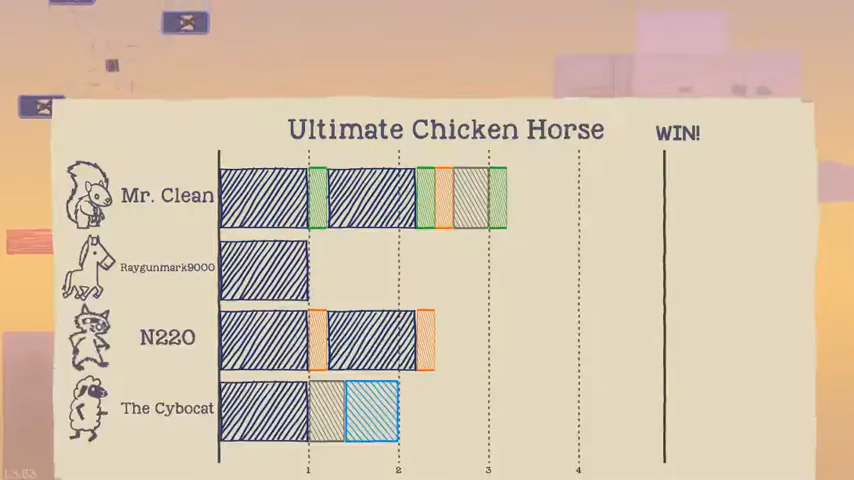 Ultimate Chicken Horse
WIN!
Mr. Clean
Raygunmark9000
N220
The Cybocat
1 2 3 4